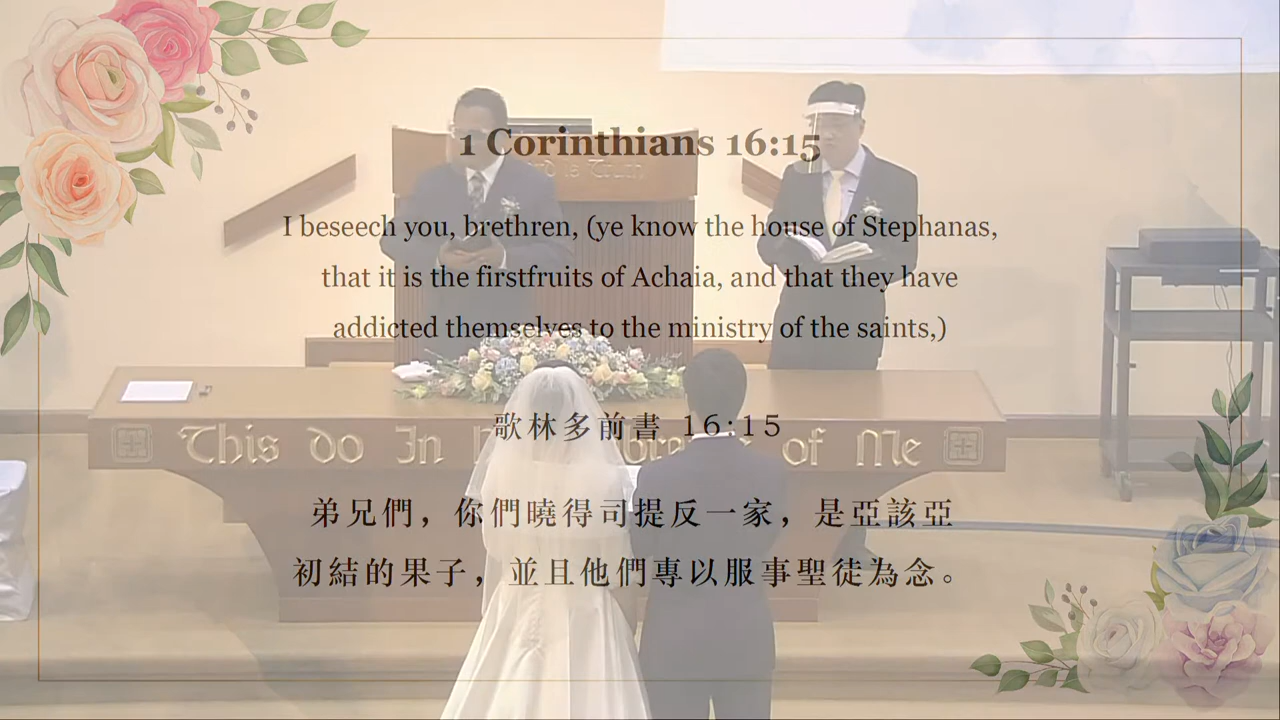 1 Corinthians 16:15
I beseech you, brethren, (ye know the house of Stephanas,
that it is the firstfruits of Achaia, and that they have
addicted themselves to the ministry of the saints,)
歌林多前書 16:15
This do In of Me
弟兄們，你們曉得司提反一家，是亞該亞
初結的果子，並且他們專以服事聖徒為念。